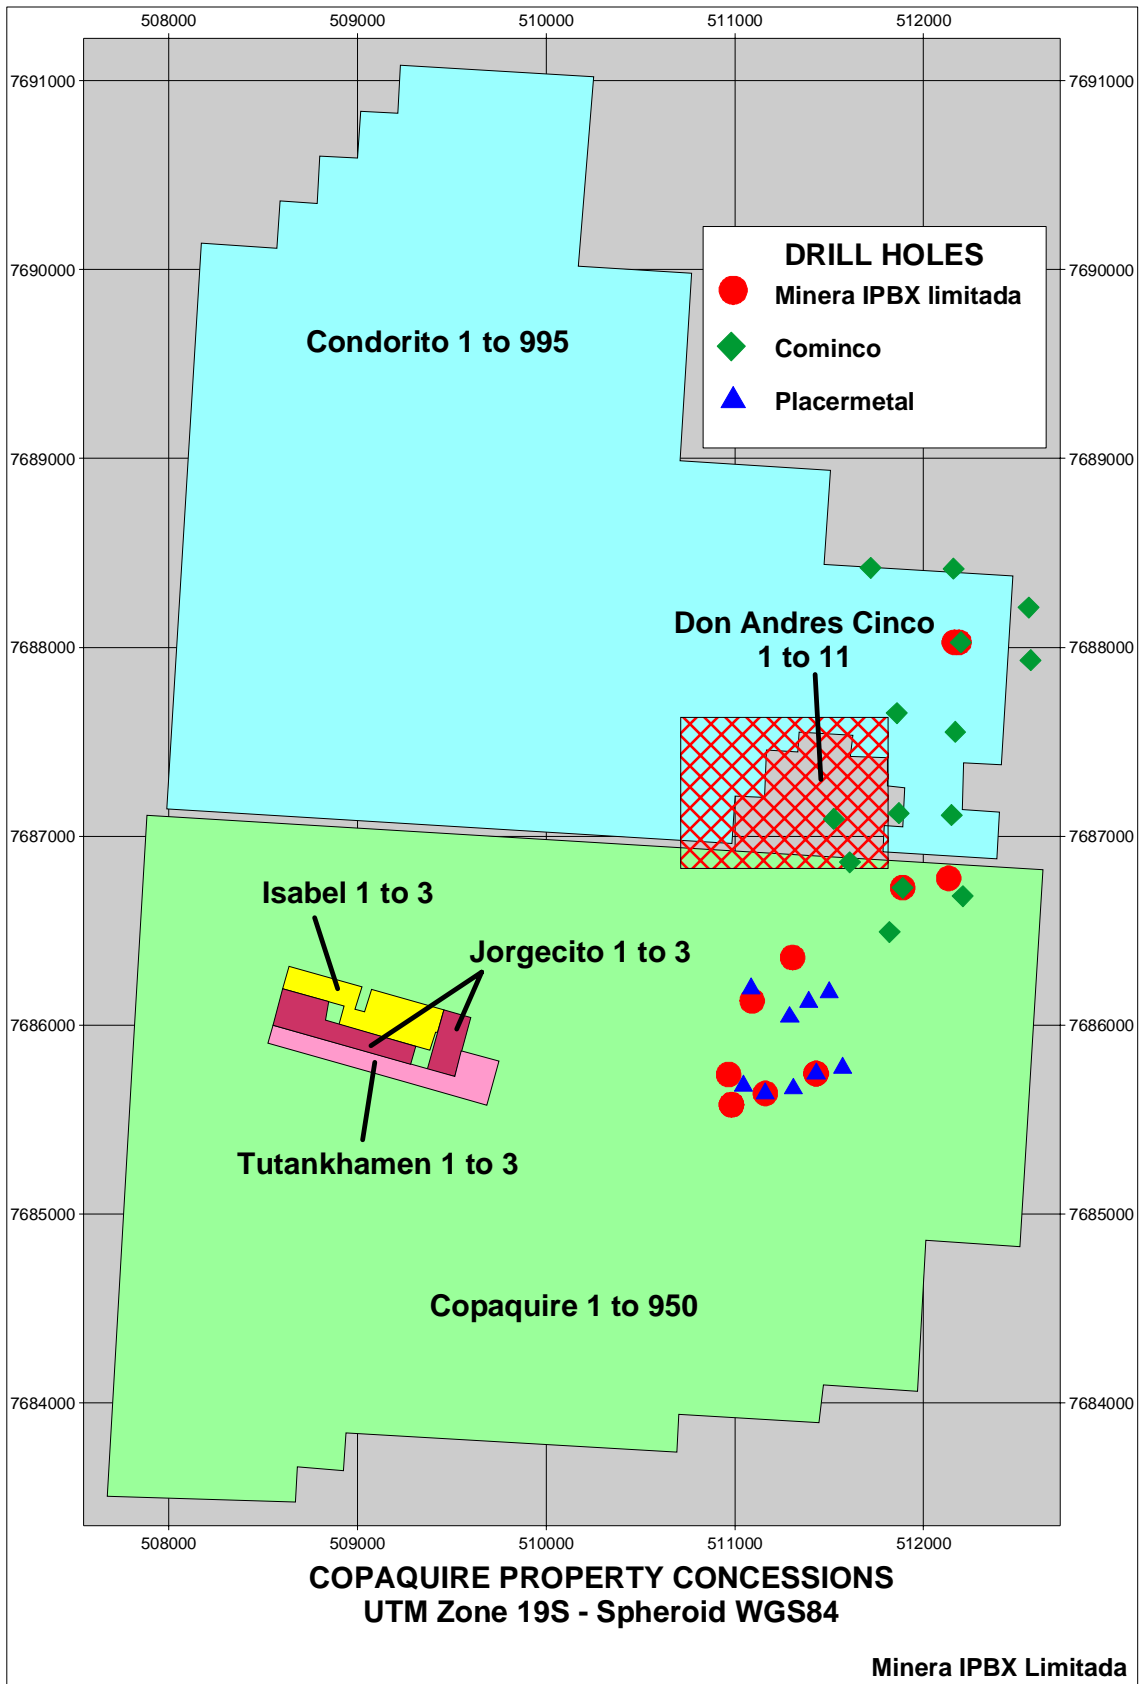 508000 509000 510000 511000 512000
7691000 7691000
DRILL HOLES
7690000 7690000
Minera IPBX limitada
Condorito 1 to 995
Cominco
Placermetal
7689000 7689000
Don Andres Cinco
1 to 11
7688000 7688000
7687000 7687000
Isabel 1 to 3
Jorgecito 1 to 3
7686000 7686000
Tutankhamen 1 to 3
7685000 7685000
Copaquire 1 to 950
7684000 7684000
508000 509000 510000 511000 512000
COPAQUIRE PROPERTY CONCESSIONS
UTM Zone 19S - Spheroid WGS84
Minera IPBX Limitada